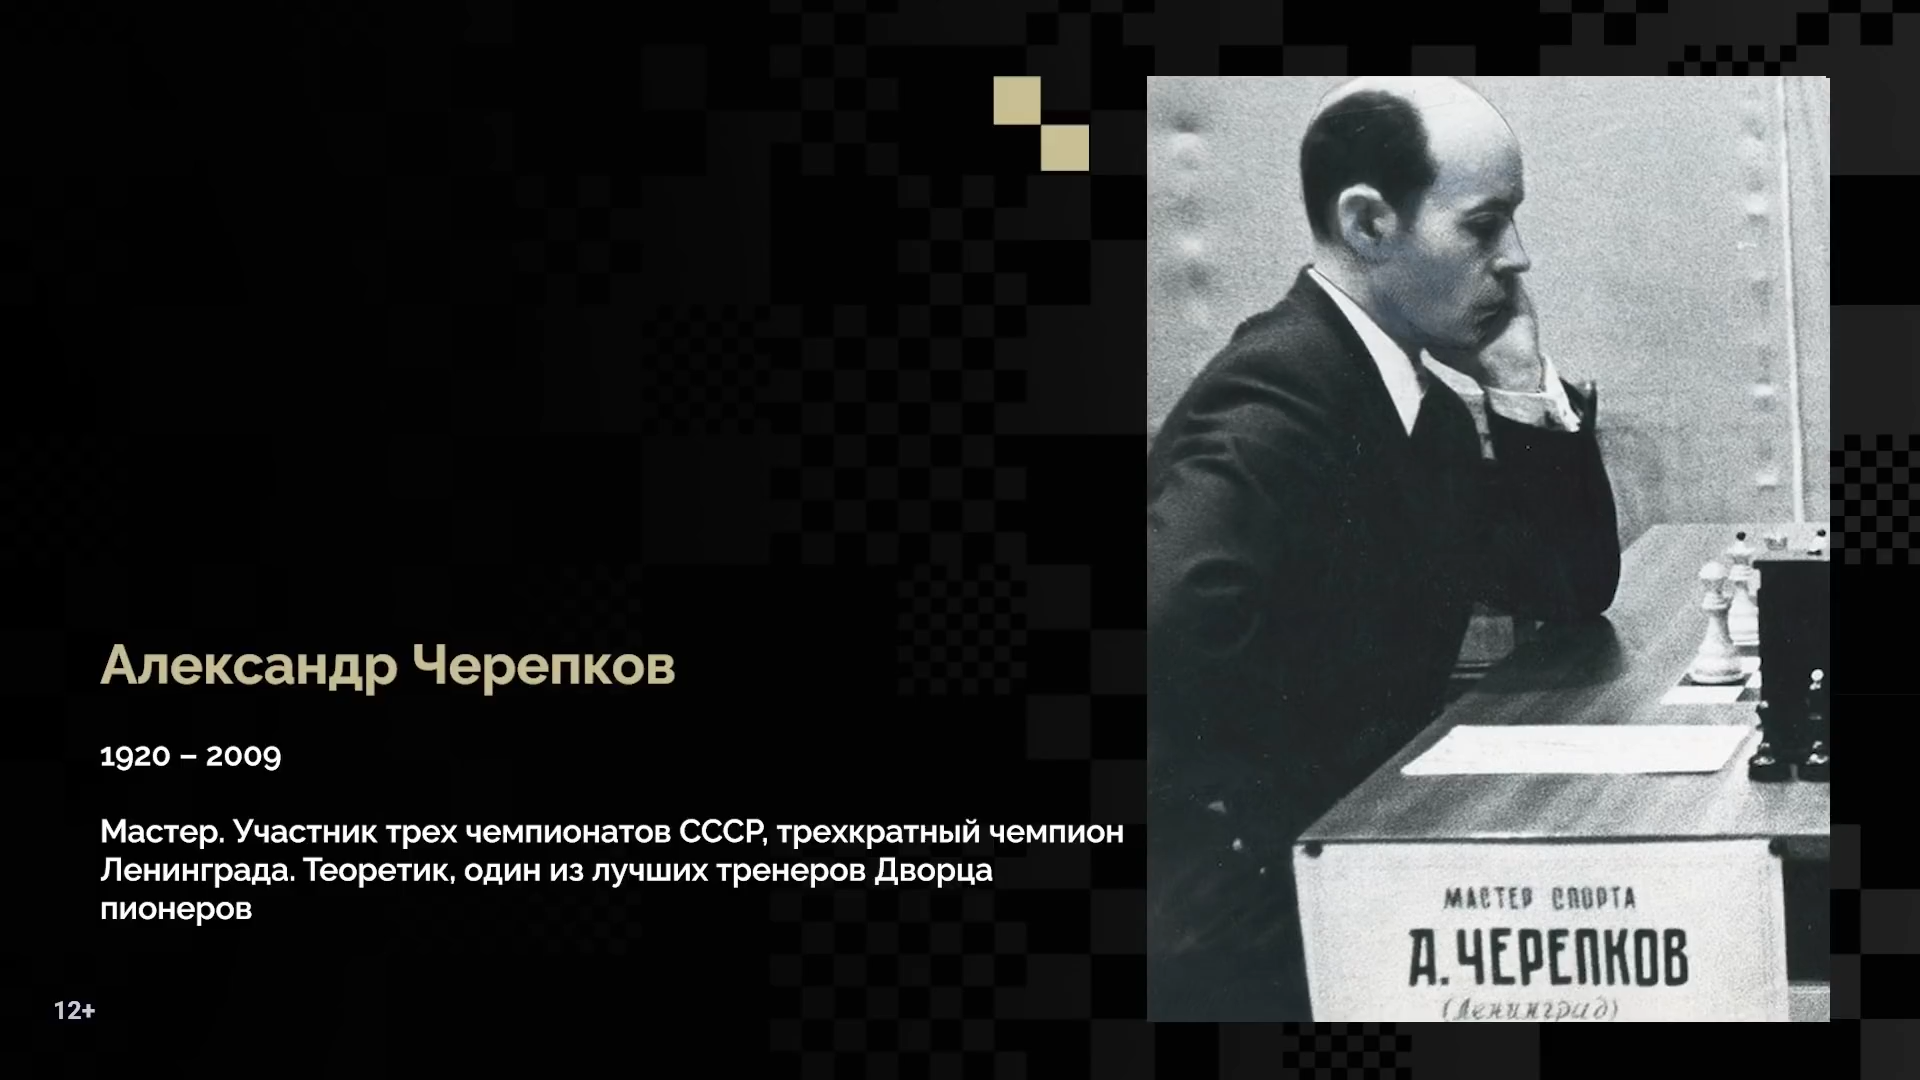 Александр Черепков
1920 – 2009
Мастер. Участник трех чемпионатов СССР, трехкратный чемпион
Ленинграда. Теоретик, один из лучших тренеров Дворца
пионеров
12+
МАСТЕР СПОРТА
А. ЧЕРЕПКОВ
(Ленинград)